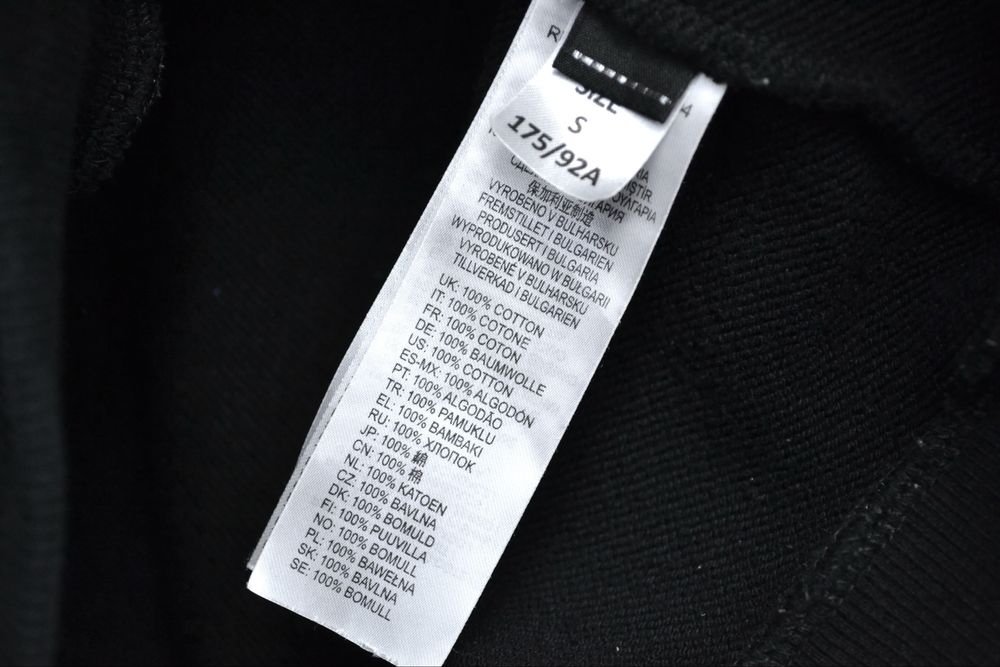 SIZE
S
175/92A
保加利亚制造
VYROBENO V BULHARSKU
FREMSTILLET I BULGARIEN
PRODUSERT I BULGARIA
WYPRODUKOWANO W BUŁGARII
VYROBENÉ V BULHARSKU
TILLVERKAD I BULGARIEN
UK: 100% COTTON
IT: 100% COTONE
FR: 100% COTON
DE: 100% BAUMWOLLE
US: 100% COTTON
ES-MX: 100% ALGODÓN
PT: 100% ALGODÃO
TR: 100% PAMUKLU
EL: 100% ΒΑΜΒΑΚΙ
RU: 100% ХЛОПОК
JP: 100% 綿
CN: 100% 棉
NL: 100% KATOEN
CZ: 100% BAVLNA
DK: 100% BOMULD
FI: 100% PUUVILLA
NO: 100% BOMULL
PL: 100% BAWEŁNA
SK: 100% BAVLNA
SE: 100% BOMULL